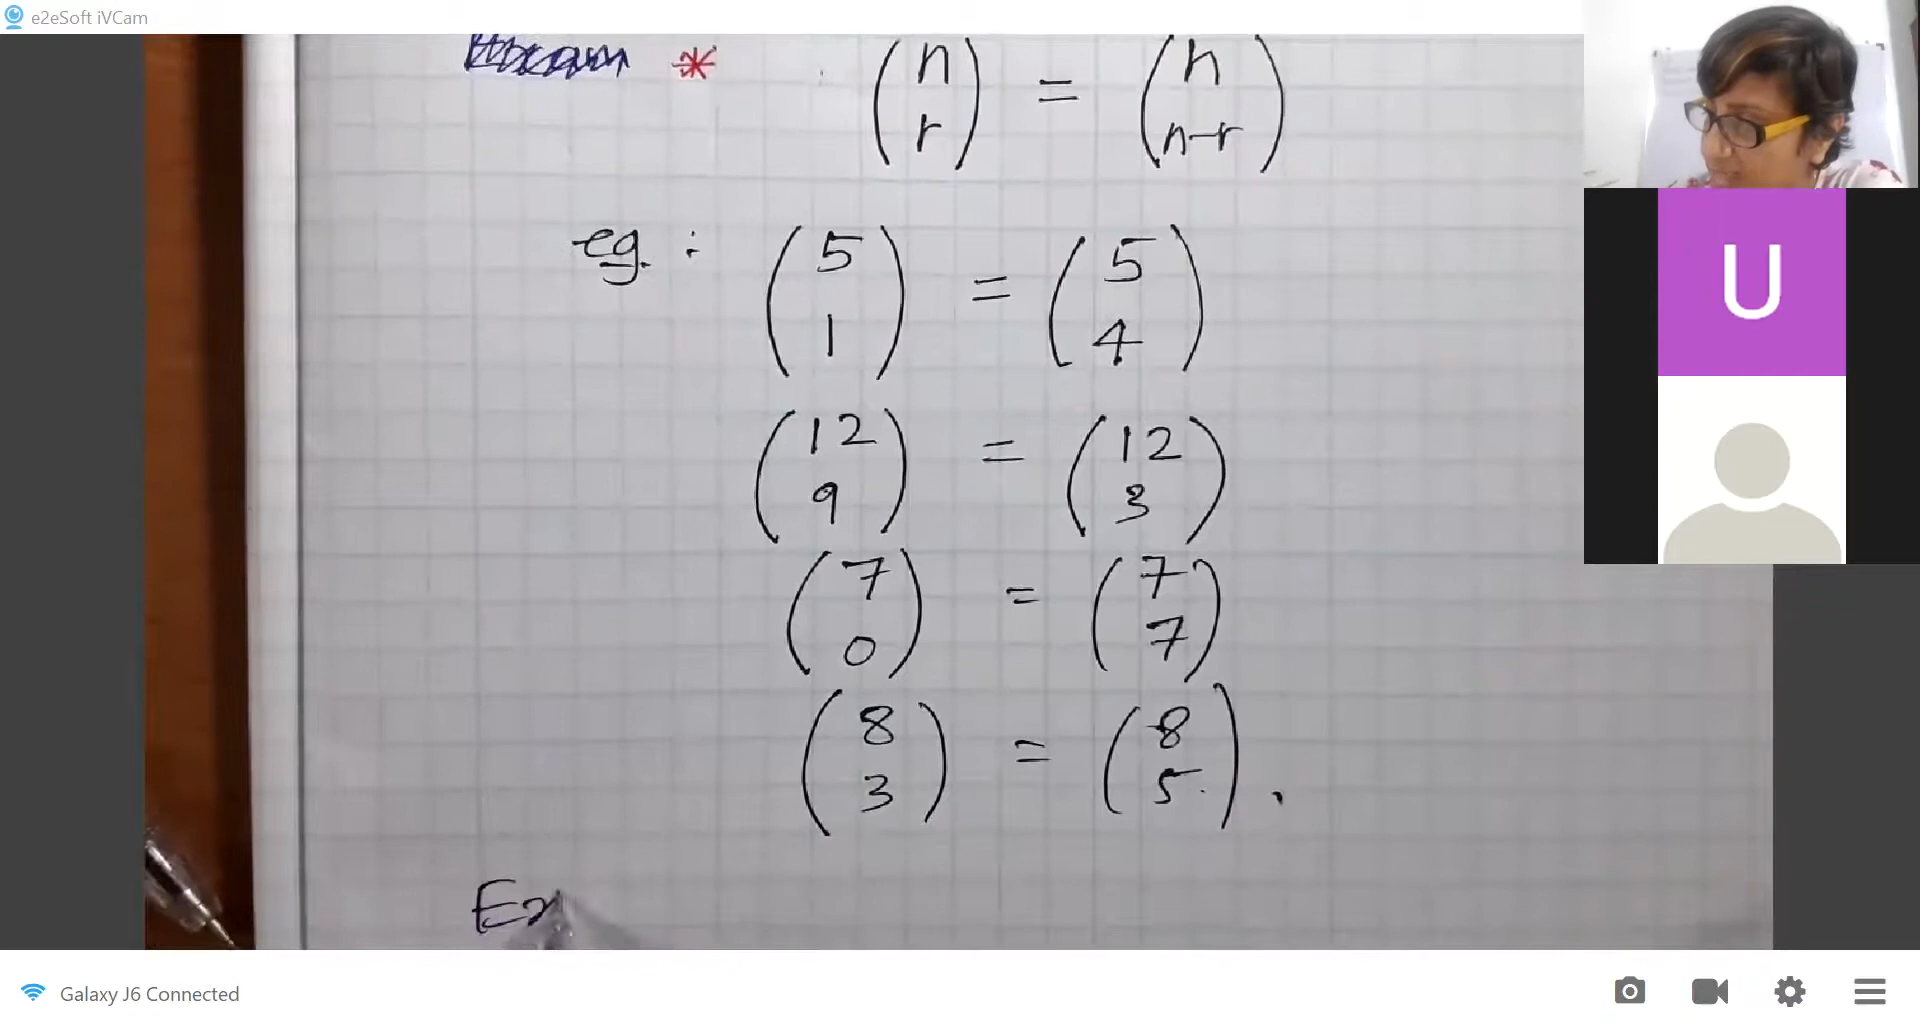 e2eSoft iVCam
* (n r) = (n n-r)
eg. : (5 1) = (5 4)
(12 9) = (12 3)
(7 0) = (7 7)
(8 3) = (8 5).
Ex
U
Galaxy J6 Connected